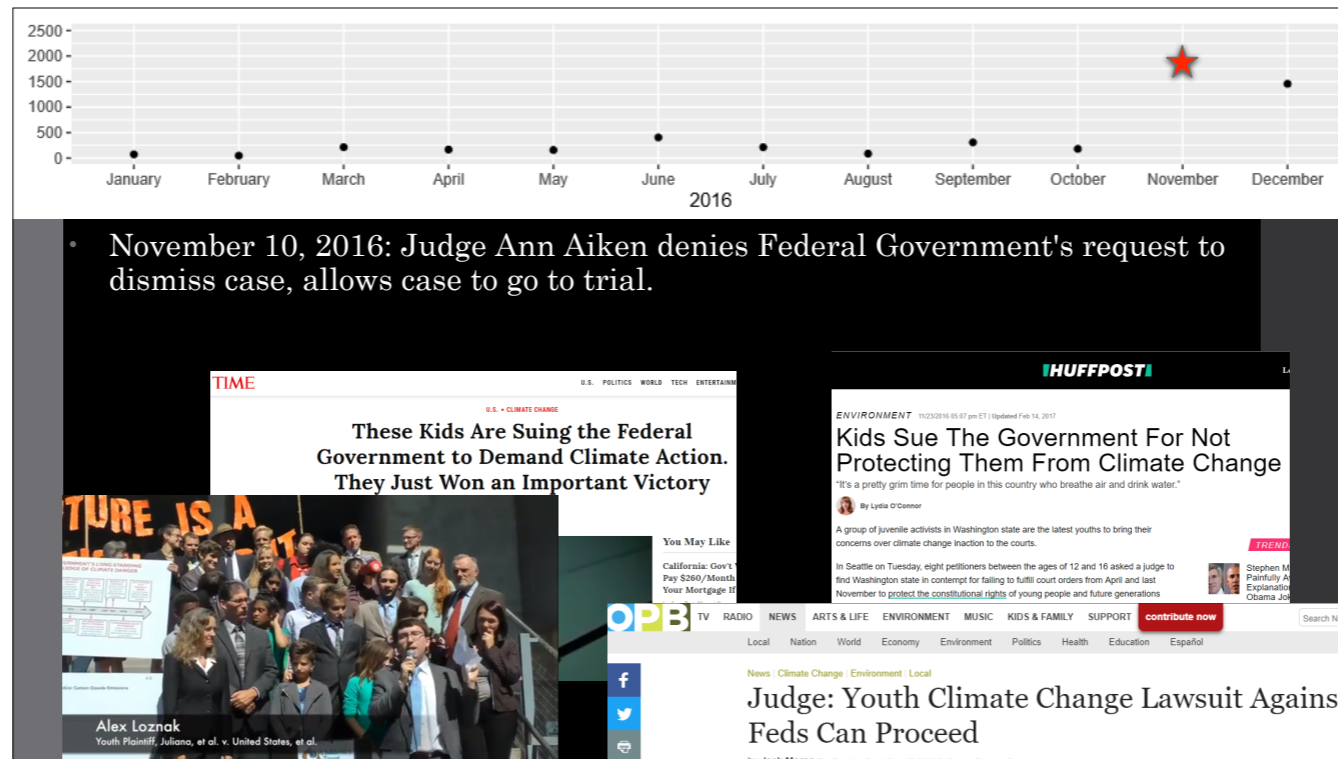 2500
2000
1500
1000
500
0
January February March April May June July August September October November December
2016
• November 10, 2016: Judge Ann Aiken denies Federal Government's request to
dismiss case, allows case to go to trial.
TIME
U.S. POLITICS WORLD TECH ENTERTAINM
U.S. • CLIMATE CHANGE
These Kids Are Suing the Federal
Government to Demand Climate Action.
They Just Won an Important Victory
You May Like
California: Gov't
Pay $260/Month
Your Mortgage If
HUFFPOST
ENVIRONMENT 11/23/2016 05:07 pm ET | Updated Feb 14, 2017
Kids Sue The Government For Not
Protecting Them From Climate Change
"It's a pretty grim time for people in this country who breathe air and drink water."
By Lydia O'Connor
A group of juvenile activists in Washington state are the latest youths to bring their
concerns over climate change inaction to the courts.
In Seattle on Tuesday, eight petitioners between the ages of 12 and 16 asked a judge to
find Washington state in contempt for failing to fulfill court orders from April and last
November to protect the constitutional rights of young people and future generations
TREND
Stephen M
Painfully A
Explanatio
Obama Jo
TURE IS A
Alex Loznak
Youth Plaintiff, Juliana, et al. v. United States, et al.
OPB TV RADIO NEWS ARTS & LIFE ENVIRONMENT MUSIC KIDS & FAMILY SUPPORT contribute now
Search N
Local Nation World Economy Environment Politics Health Education Español
News | Climate Change | Environment | Local
Judge: Youth Climate Change Lawsuit Agains
Feds Can Proceed